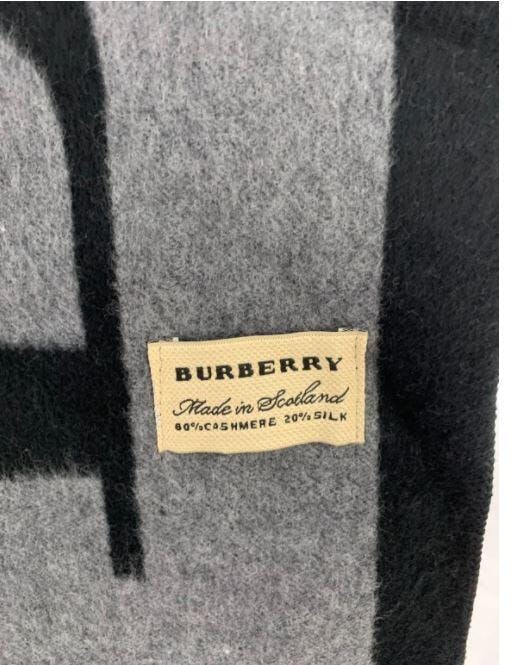 BURBERRY
Made in Scotland
80%CASHMERE 20%SILK